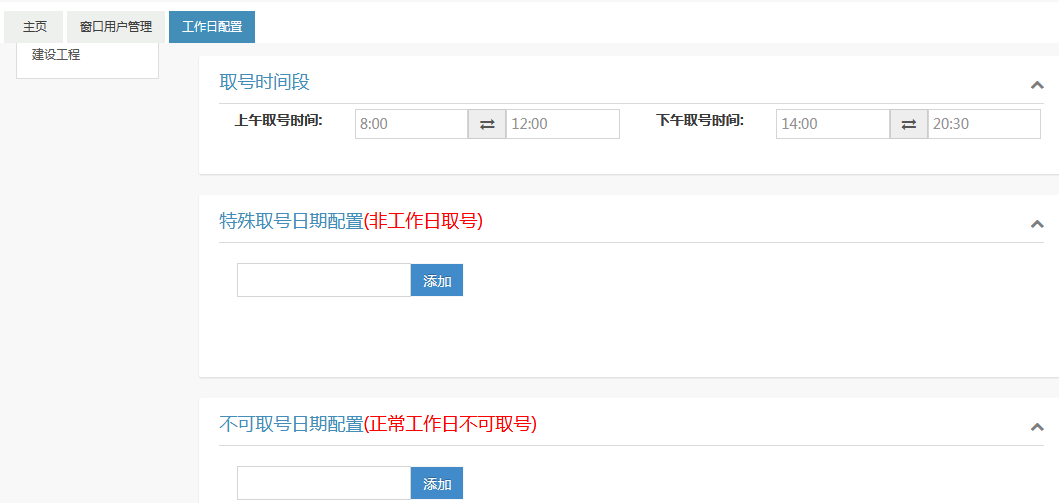 主页 窗口用户管理 工作日配置
建设工程
取号时间段
上午取号时间: 8:00 12:00 下午取号时间: 14:00 20:30
特殊取号日期配置(非工作日取号)
添加
不可取号日期配置(正常工作日不可取号)
添加